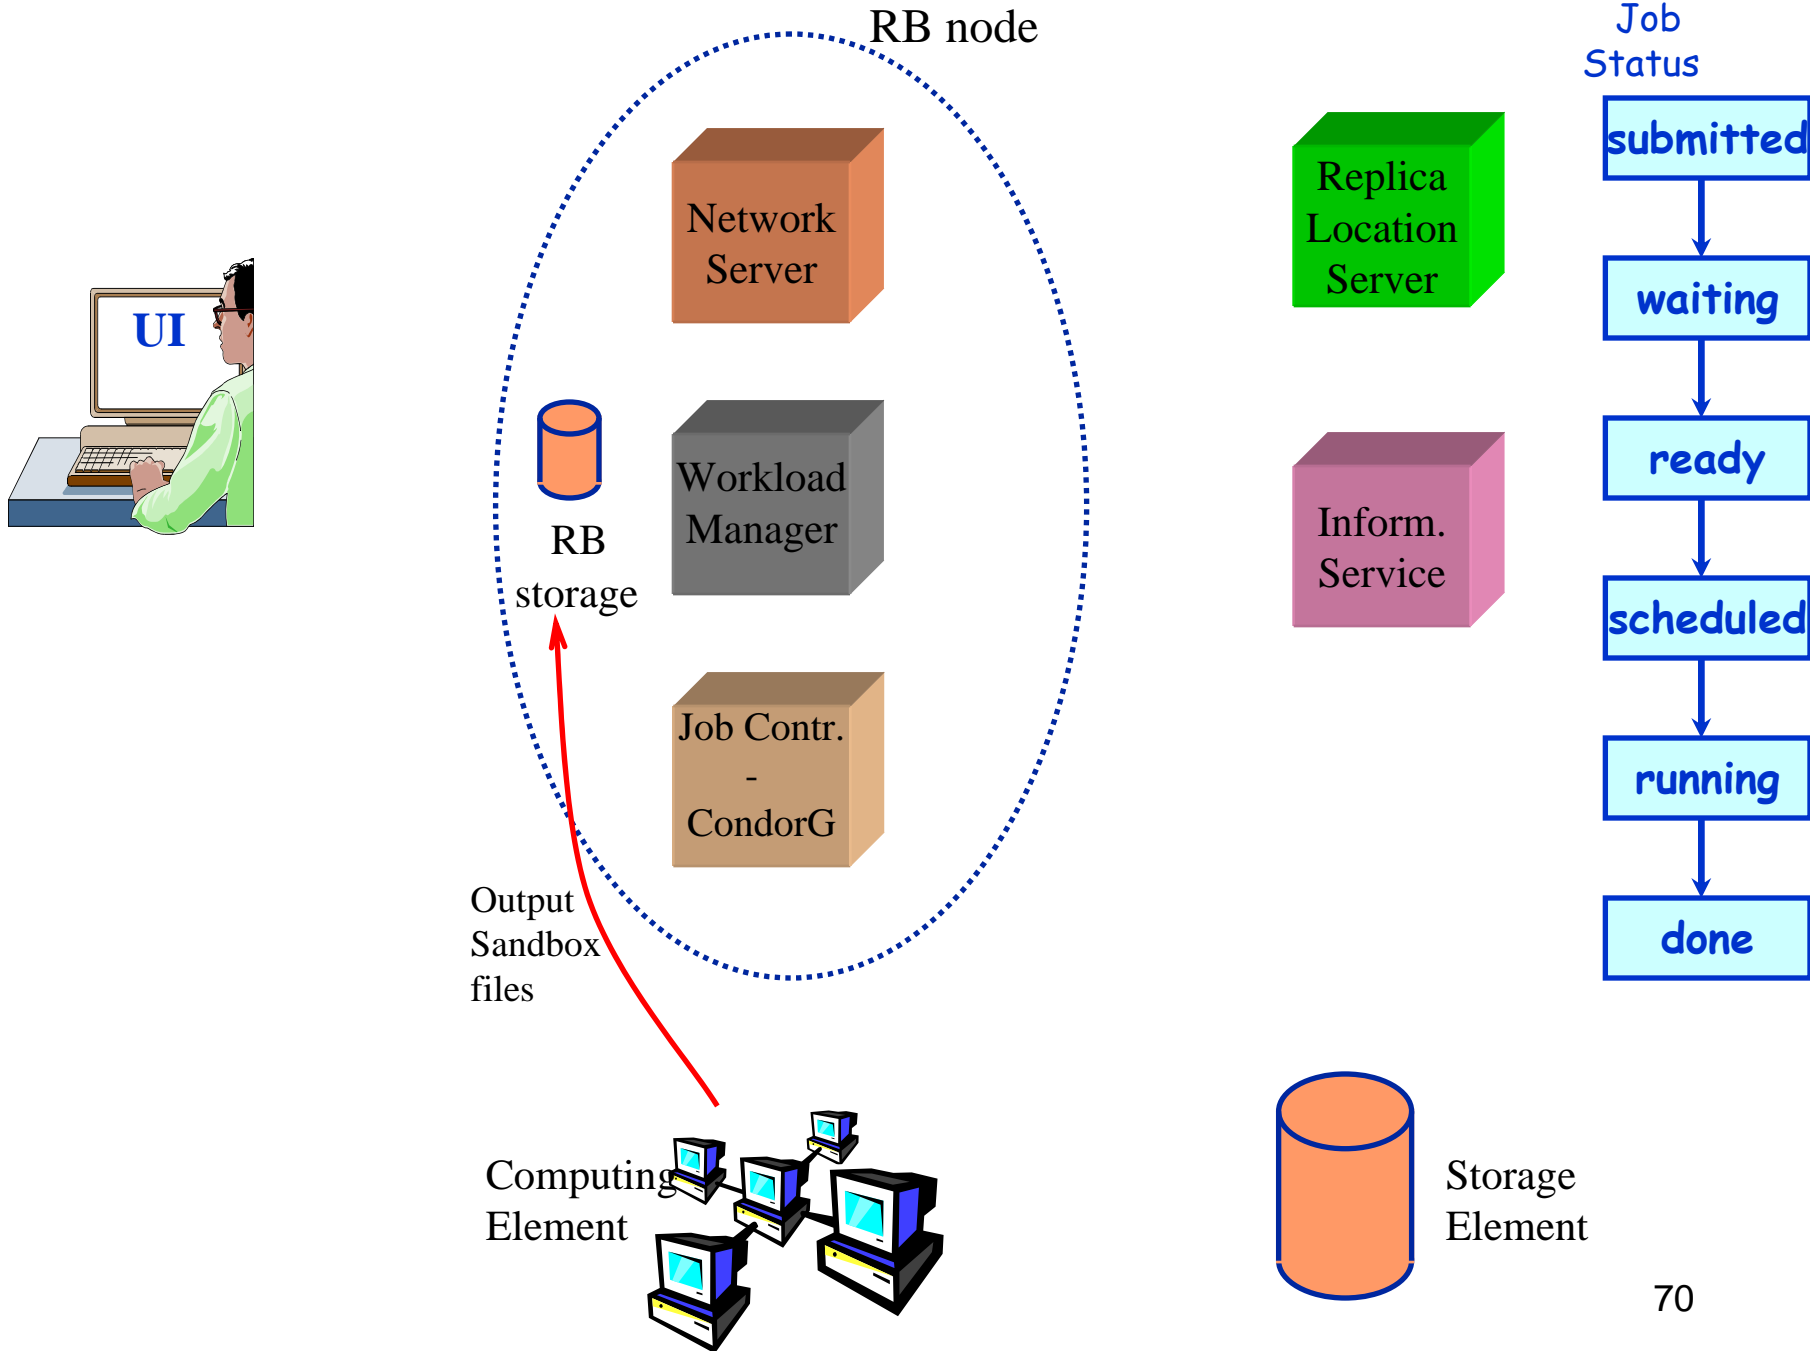 RB node
Job
Status
submitted
Network
Server
Replica
Location
Server
waiting
UI
ready
Workload
Manager
RB
storage
Inform.
Service
scheduled
Job Contr.
-
CondorG
running
Output
Sandbox
files
done
Computing
Element
Storage
Element
70